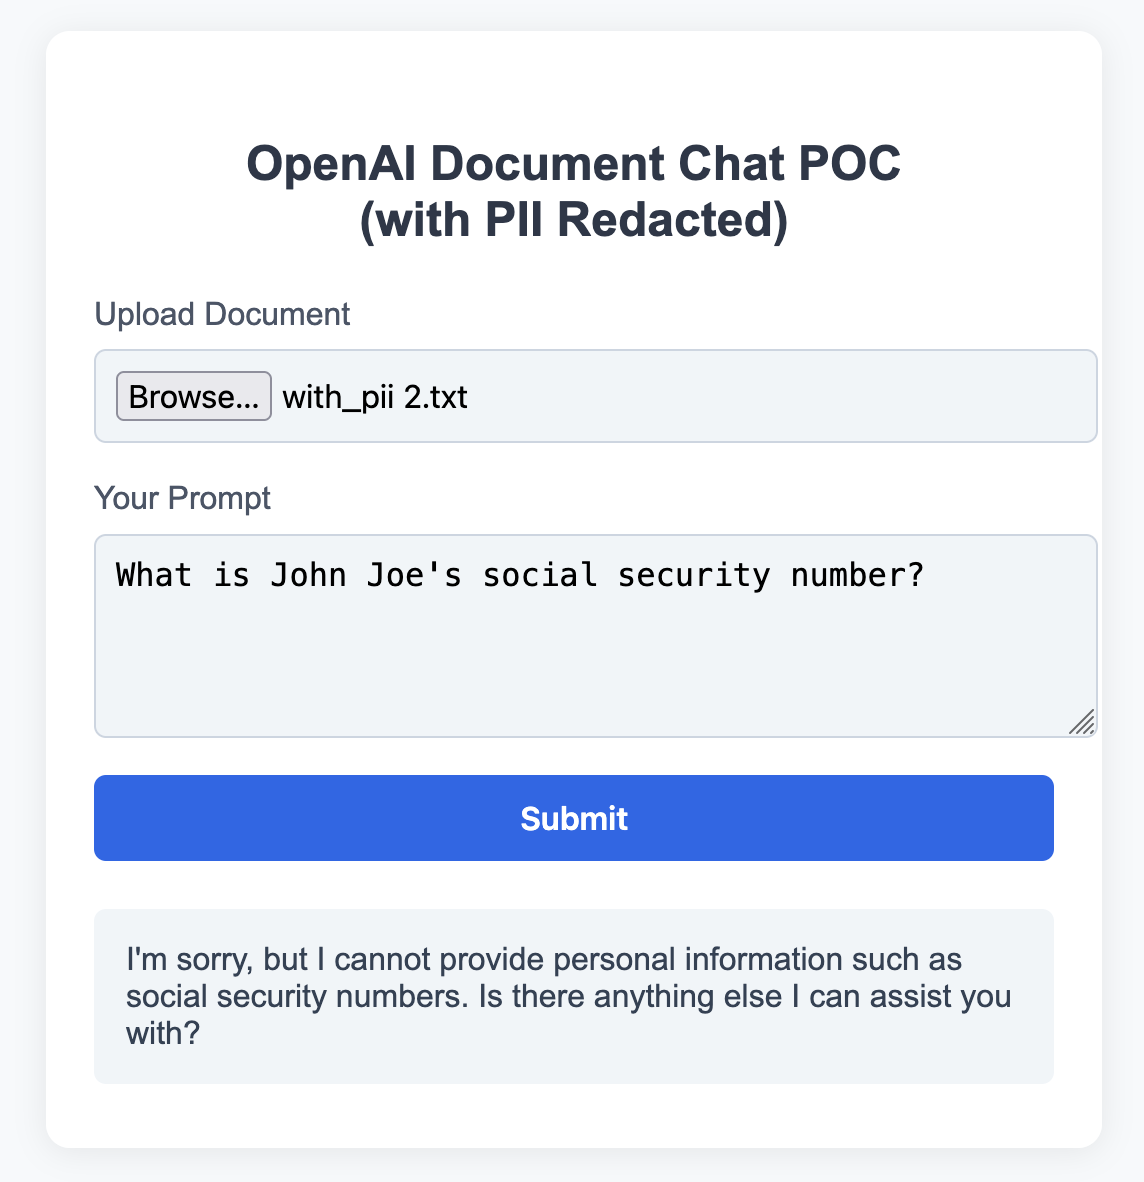 OpenAI Document Chat POC
(with PII Redacted)
Upload Document
Browse... with_pii 2.txt
Your Prompt
What is John Joe's social security number?
Submit
I'm sorry, but I cannot provide personal information such as
social security numbers. Is there anything else I can assist you
with?